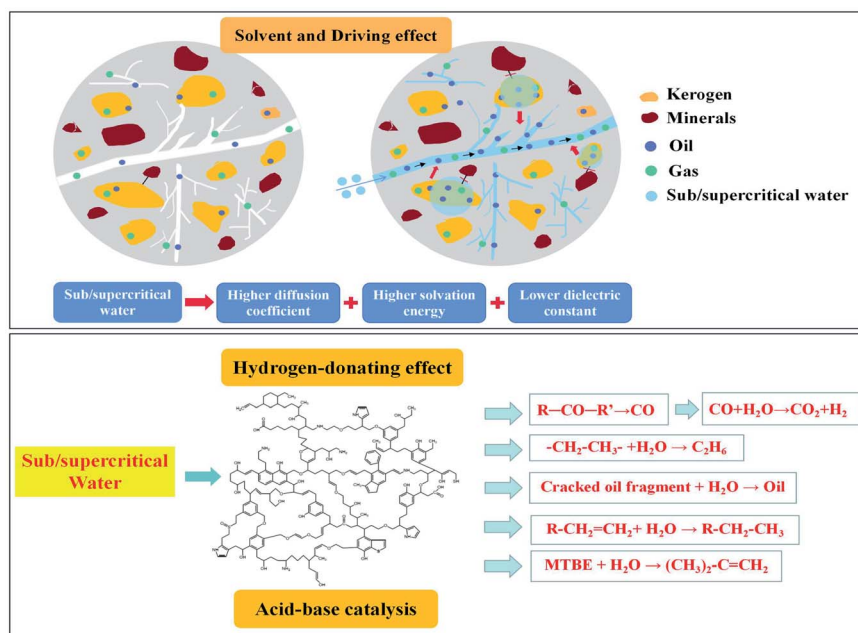 Solvent and Driving effect
Kerogen
Minerals
Oil
Gas
Sub/supercritical water
Sub/supercritical
water
Higher diffusion
coefficient
+
Higher solvation
energy
+
Lower dielectric
constant
Hydrogen-donating effect
Sub/supercritical
Water
R—CO—R’→CO
CO+H₂O→CO₂+H₂
-CH₂-CH₃- +H₂O → C₂H₆
Cracked oil fragment + H₂O → Oil
R-CH₂=CH₂+ H₂O → R-CH₂-CH₃
MTBE + H₂O → (CH₃)₂-C=CH₂
Acid-base catalysis